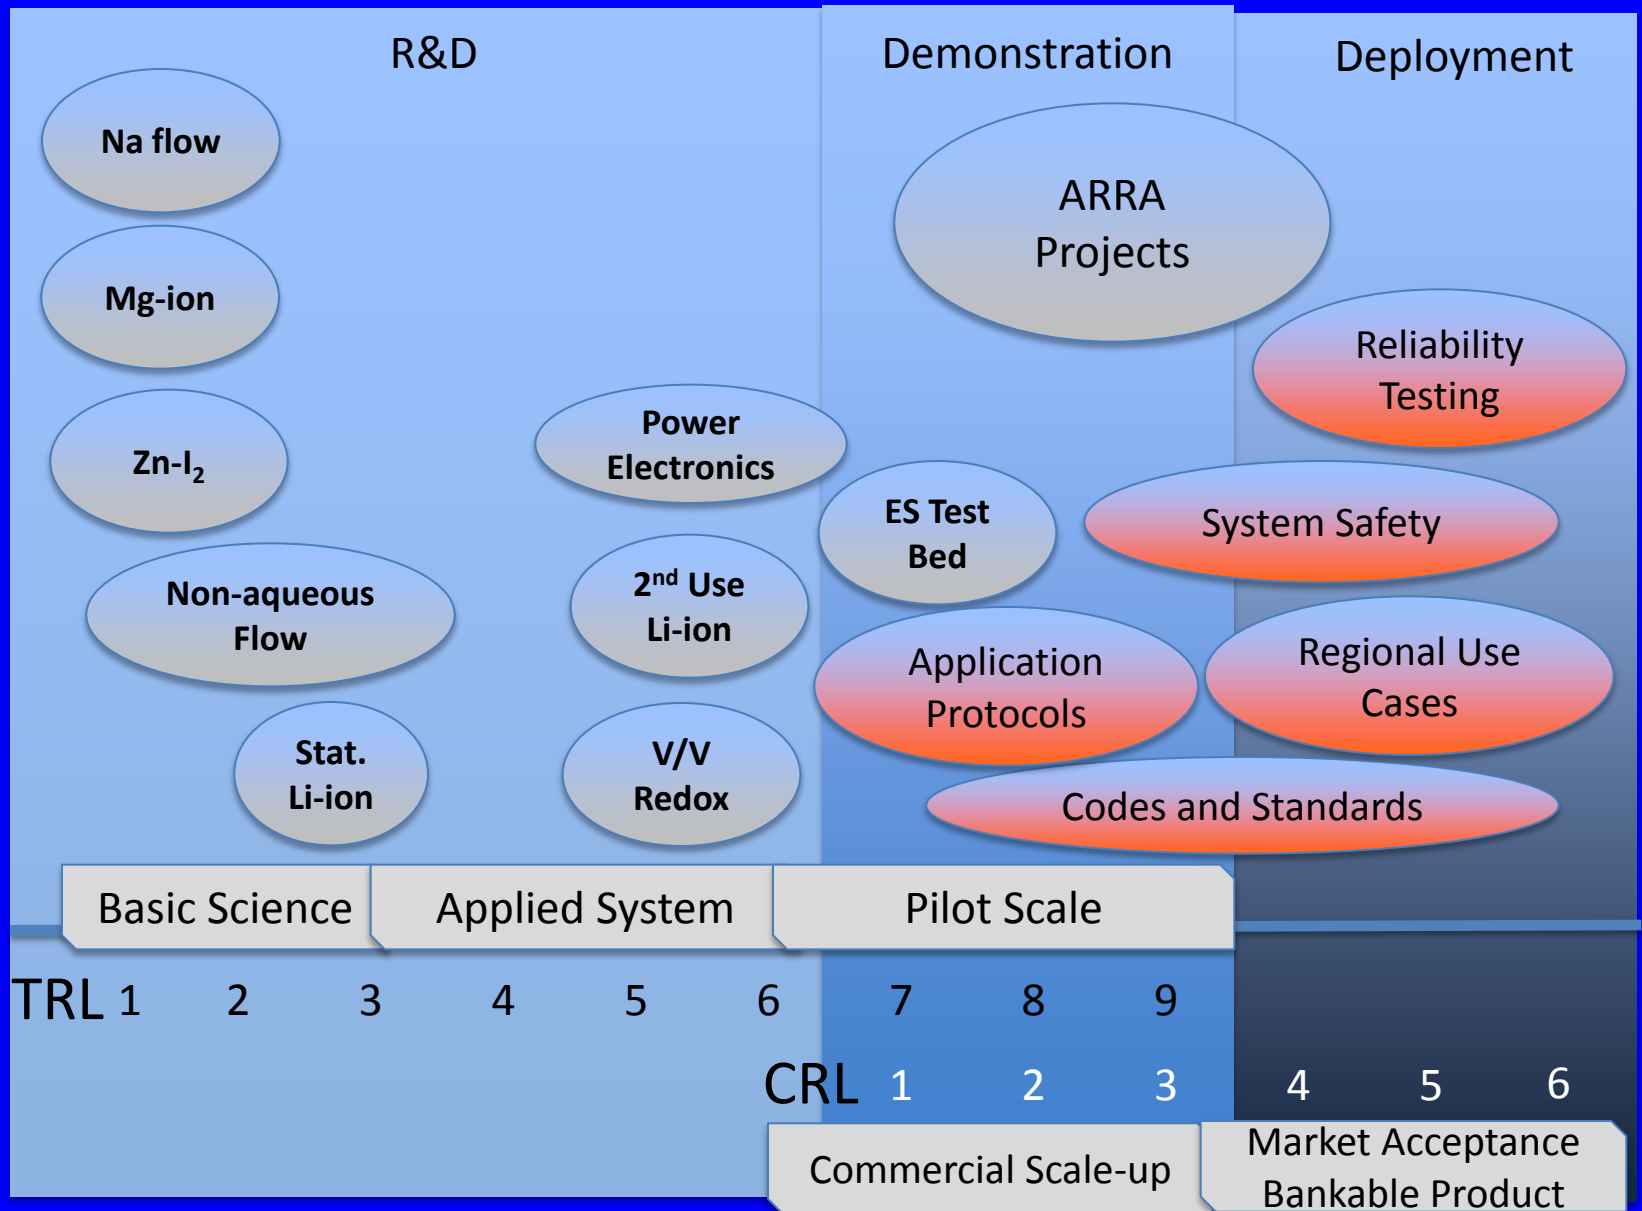 R&D
Demonstration
Deployment
Na flow
Mg-ion
Zn-I₂
Non-aqueous
Flow
Stat.
Li-ion
Power
Electronics
2ⁿᵈ Use
Li-ion
V/V
Redox
ARRA
Projects
ES Test
Bed
Application
Protocols
Reliability
Testing
System Safety
Regional Use
Cases
Codes and Standards
Basic Science
Applied System
Pilot Scale
TRL 1 2 3 4 5 6 7 8 9
CRL 1 2 3 4 5 6
Commercial Scale-up
Market Acceptance
Bankable Product